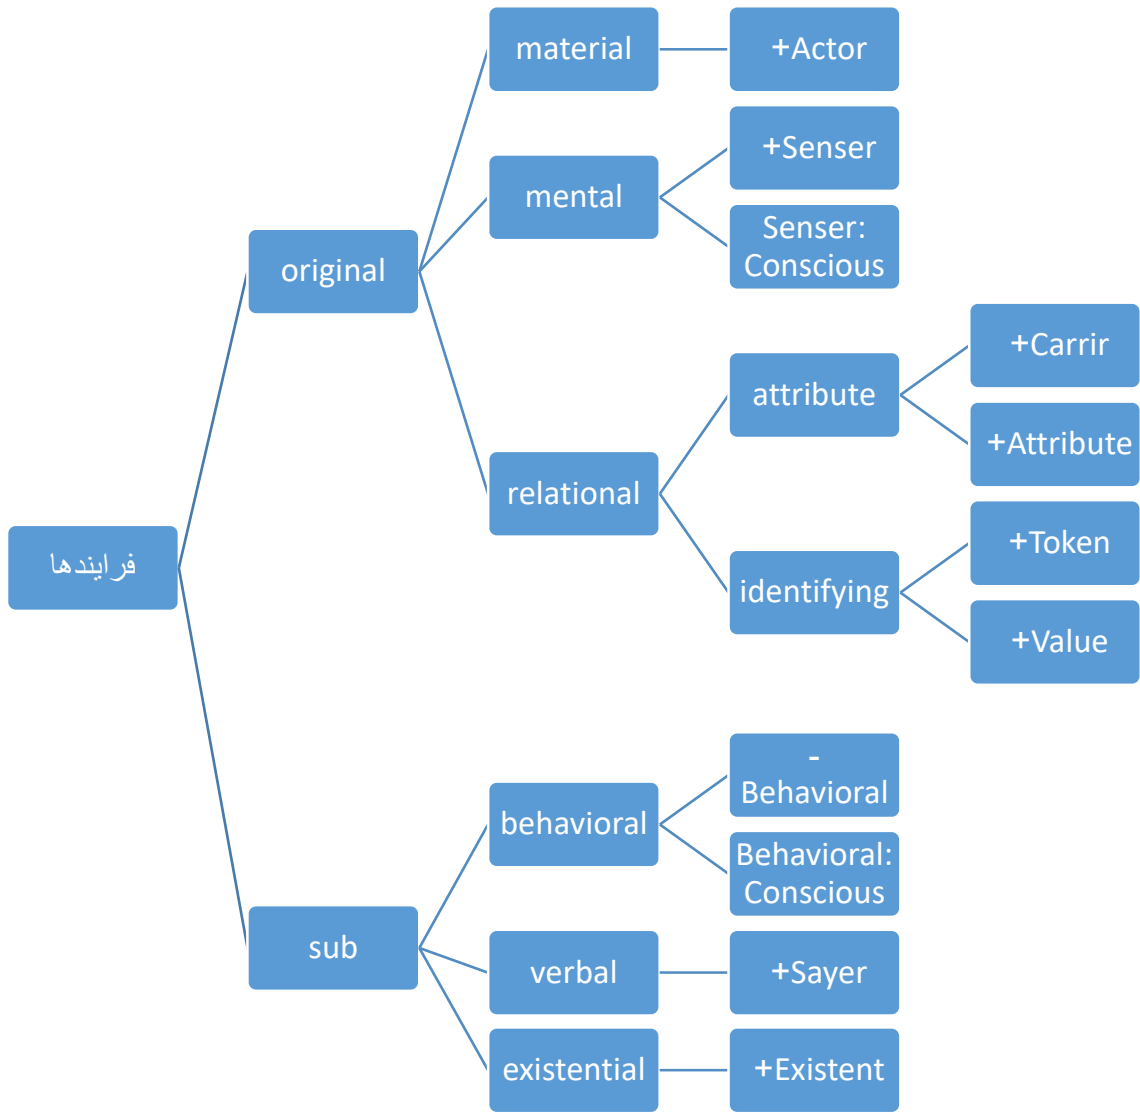 material
+Actor
+Senser
mental
Senser:
Conscious
original
+Carrir
attribute
+Attribute
relational
+Token
identifying
+Value
فرایندها
-
Behavioral
behavioral
Behavioral:
Conscious
sub
verbal
+Sayer
existential
+Existent